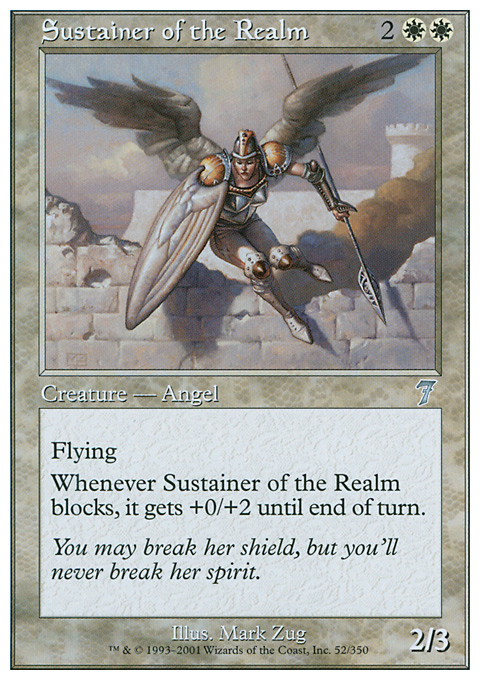 Sustainer of the Realm 2
Creature — Angel 7
Flying
Whenever Sustainer of the Realm
blocks, it gets +0/+2 until end of turn.
You may break her shield, but you'll
never break her spirit.
Illus. Mark Zug
™ & © 1993–2001 Wizards of the Coast, Inc. 52/350
2/3